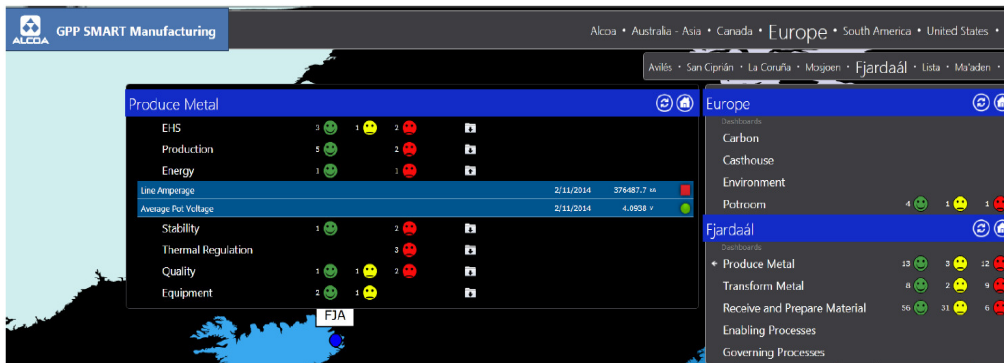 ALCOA
GPP SMART Manufacturing
Alcoa • Australia - Asia • Canada • Europe • South America • United States •
Avilés • San Ciprián • La Coruña • Mosjoen • Fjardaál • Lista • Ma'aden •
Produce Metal
EHS 3 1 2
Production 5 2
Energy 1 1
Line Amperage 2/11/2014 376487.7
Average Pot Voltage 2/11/2014 4.0938 v
Stability 1 2
Thermal Regulation 3
Quality 1 1 2
Equipment 2 1
FJA
Europe
Dashboards
Carbon
Casthouse
Environment
Potroom 4 1 1
Fjardaál
Dashboards
Produce Metal 13 3 12
Transform Metal 8 2 9
Receive and Prepare Material 56 31 6
Enabling Processes
Governing Processes